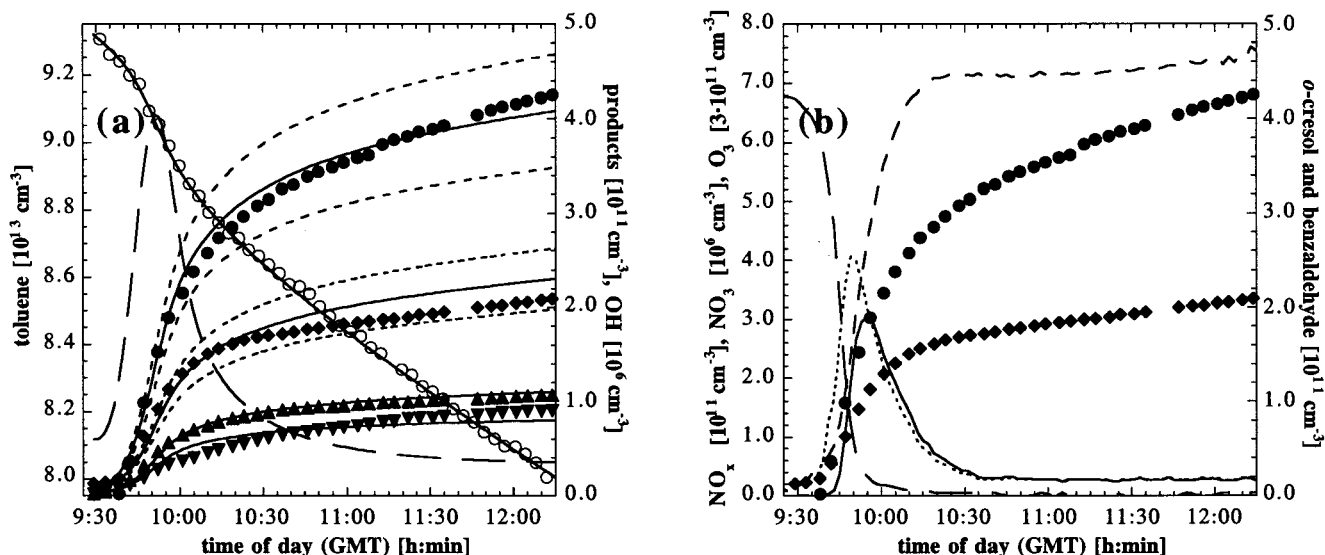 (a)
toluene [10¹³ cm⁻³]
9.2
9.0
8.8
8.6
8.4
8.2
8.0
5.0
4.0
3.0
2.0
1.0
0.0
products [10¹¹ cm⁻³], OH [10⁶ cm⁻³]
9:30 10:00 10:30 11:00 11:30 12:00
time of day (GMT) [h:min]
(b)
NOₓ [10¹¹ cm⁻³], NO₃ [10⁶ cm⁻³], O₃ [3·10¹¹ cm⁻³]
8.0
7.0
6.0
5.0
4.0
3.0
2.0
1.0
0.0
5.0
4.0
3.0
2.0
1.0
0.0
o-cresol and benzaldehyde [10¹¹ cm⁻³]
9:30 10:00 10:30 11:00 11:30 12:00
time of day (GMT) [h:min]